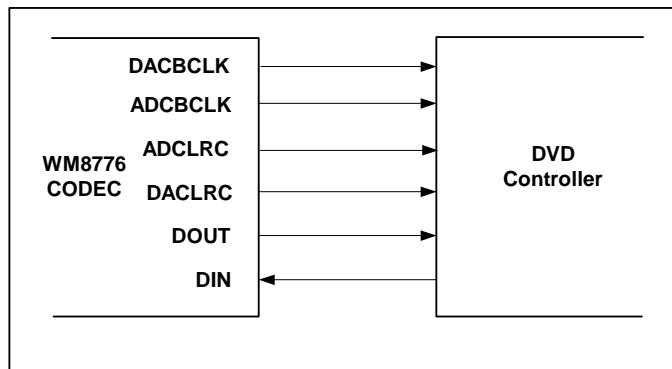 DACBCLK
ADCBCLK
ADCLRC
WM8776
CODEC
DACLRC
DOUT
DIN
DVD
Controller